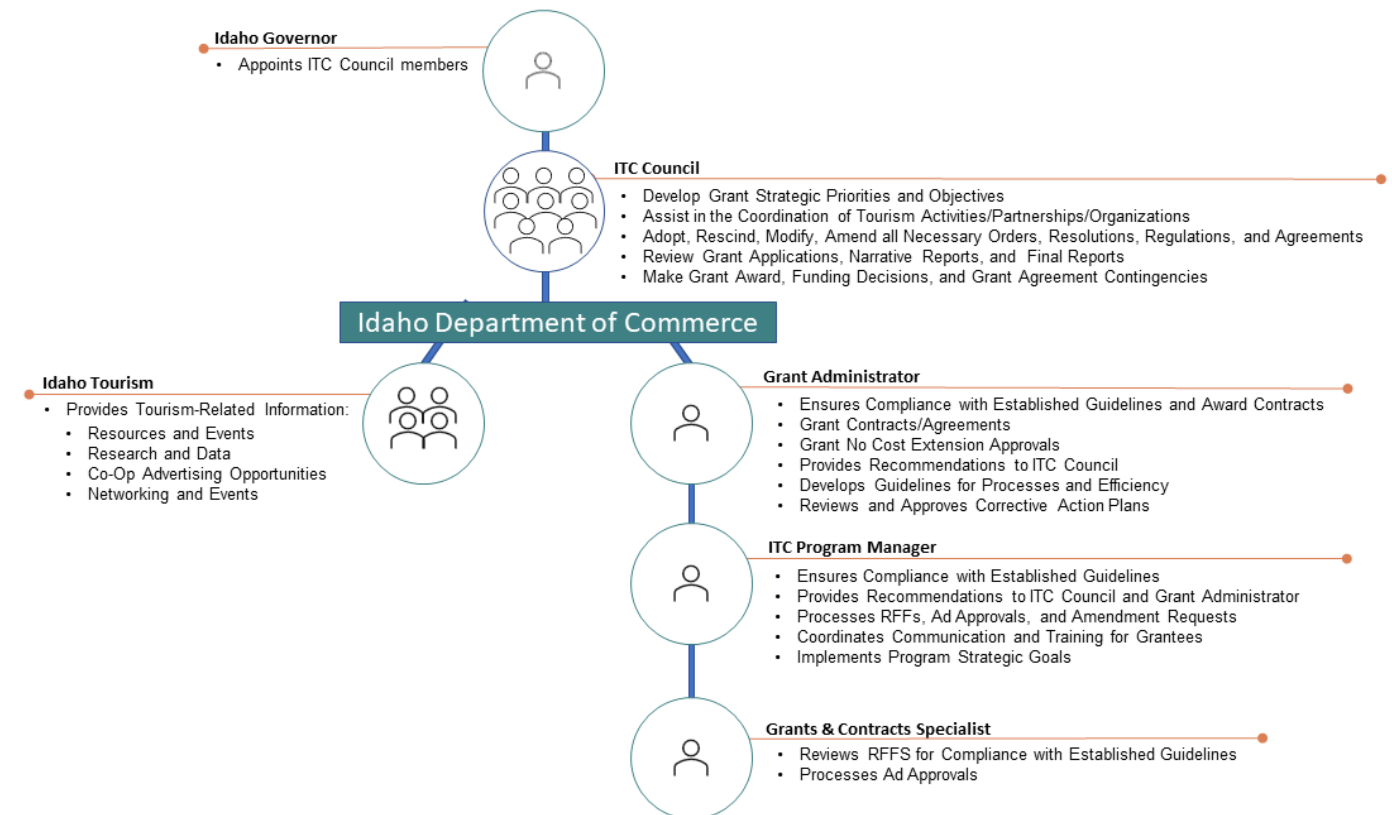 Idaho Governor
• Appoints ITC Council members
ITC Council
• Develop Grant Strategic Priorities and Objectives
• Assist in the Coordination of Tourism Activities/Partnerships/Organizations
• Adopt, Rescind, Modify, Amend all Necessary Orders, Resolutions, Regulations, and Agreements
• Review Grant Applications, Narrative Reports, and Final Reports
• Make Grant Award, Funding Decisions, and Grant Agreement Contingencies
Idaho Department of Commerce
Idaho Tourism
• Provides Tourism-Related Information:
• Resources and Events
• Research and Data
• Co-Op Advertising Opportunities
• Networking and Events
Grant Administrator
• Ensures Compliance with Established Guidelines and Award Contracts
• Grant Contracts/Agreements
• Grant No Cost Extension Approvals
• Provides Recommendations to ITC Council
• Develops Guidelines for Processes and Efficiency
• Reviews and Approves Corrective Action Plans
ITC Program Manager
• Ensures Compliance with Established Guidelines
• Provides Recommendations to ITC Council and Grant Administrator
• Processes RFFs, Ad Approvals, and Amendment Requests
• Coordinates Communication and Training for Grantees
• Implements Program Strategic Goals
Grants & Contracts Specialist
• Reviews RFFS for Compliance with Established Guidelines
• Processes Ad Approvals